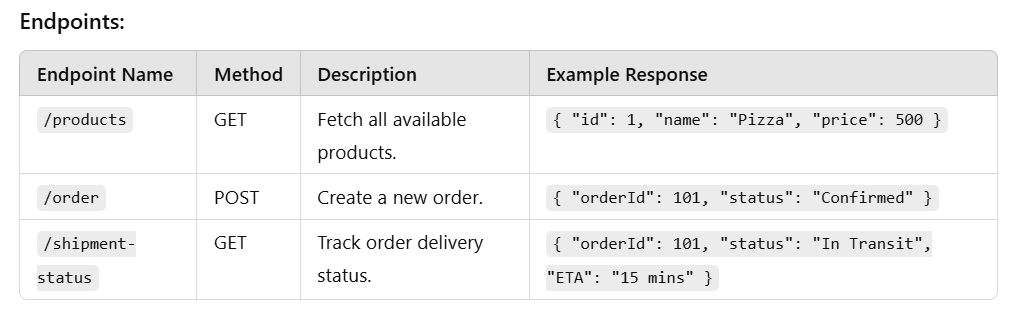 Endpoints:
Endpoint Name Method Description Example Response
/products GET Fetch all available { "id": 1, "name": "Pizza", "price": 500 }
products.
/order POST Create a new order. { "orderId": 101, "status": "Confirmed" }
/shipment- GET Track order delivery { "orderId": 101, "status": "In Transit",
status status. "ETA": "15 mins" }